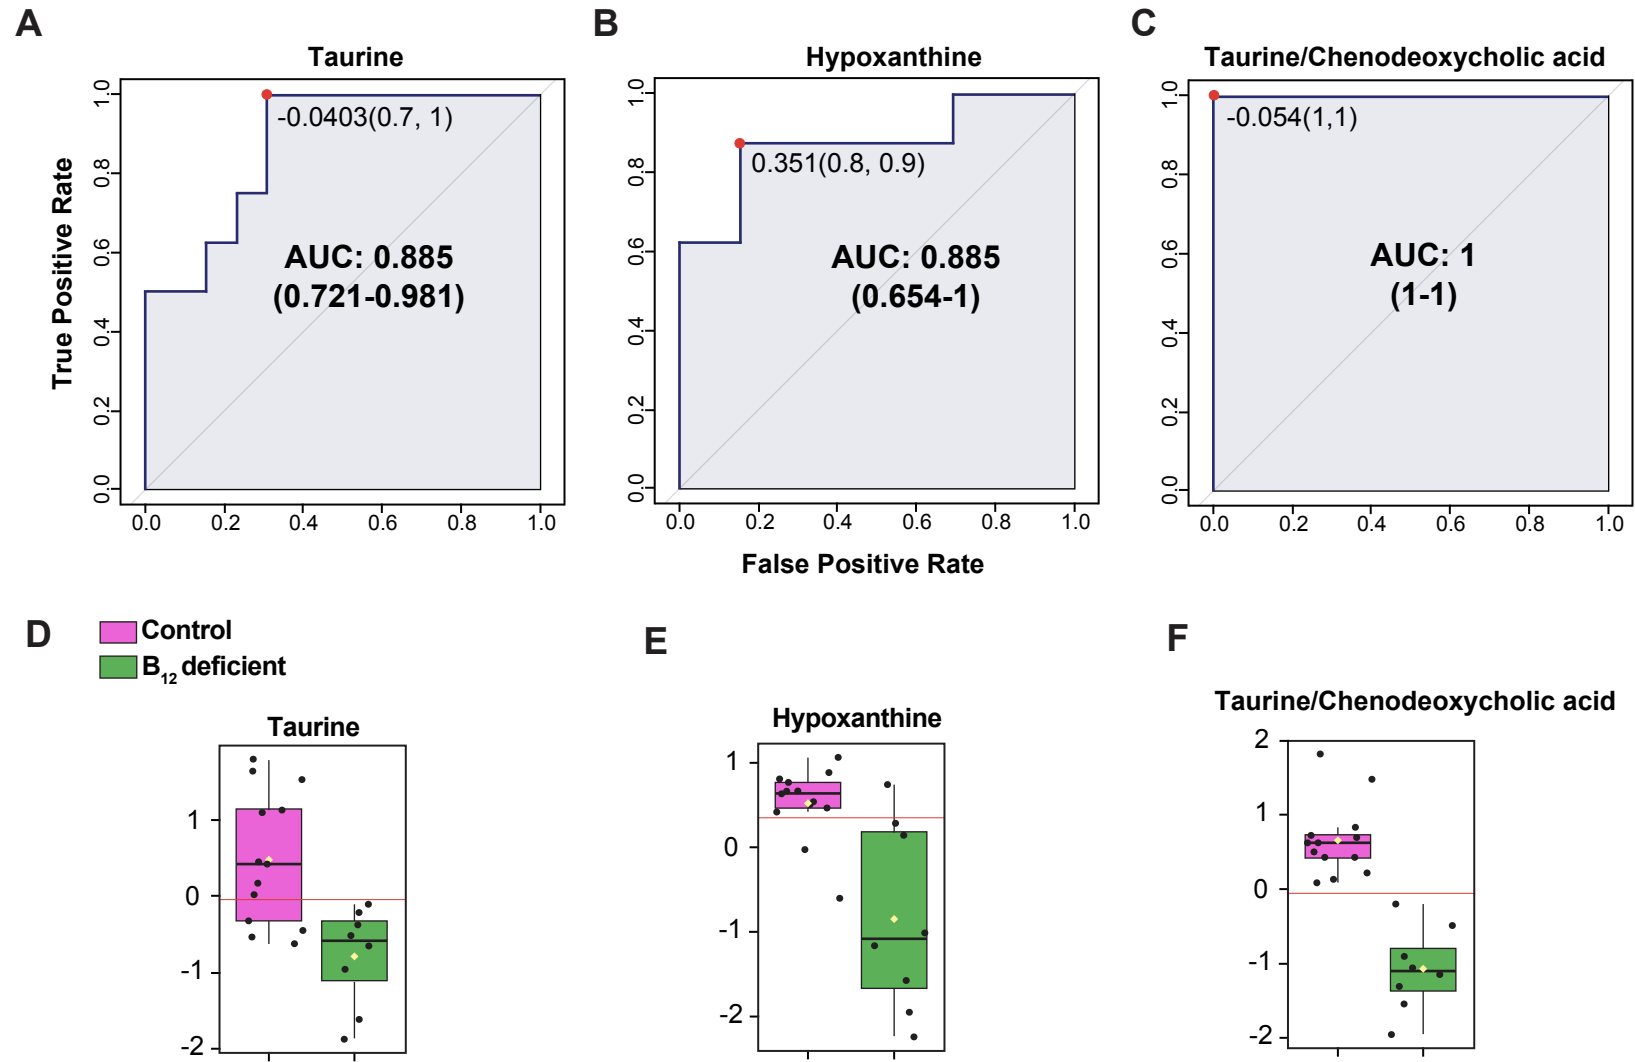 A
B
C
Taurine
Hypoxanthine
Taurine/Chenodeoxycholic acid
True Positive Rate
1.0
0.8
0.6
0.4
0.2
0.0
-0.0403(0.7, 1)
AUC: 0.885
(0.721-0.981)
0.0 0.2 0.4 0.6 0.8 1.0
1.0
0.8
0.6
0.4
0.2
0.0
0.351(0.8, 0.9)
AUC: 0.885
(0.654-1)
0.0 0.2 0.4 0.6 0.8 1.0
1.0
0.8
0.6
0.4
0.2
0.0
-0.054(1,1)
AUC: 1
(1-1)
0.0 0.2 0.4 0.6 0.8 1.0
False Positive Rate
D
Control
B12 deficient
Taurine
1
0
-1
-2
E
Hypoxanthine
1
0
-1
-2
F
Taurine/Chenodeoxycholic acid
2
1
0
-1
-2